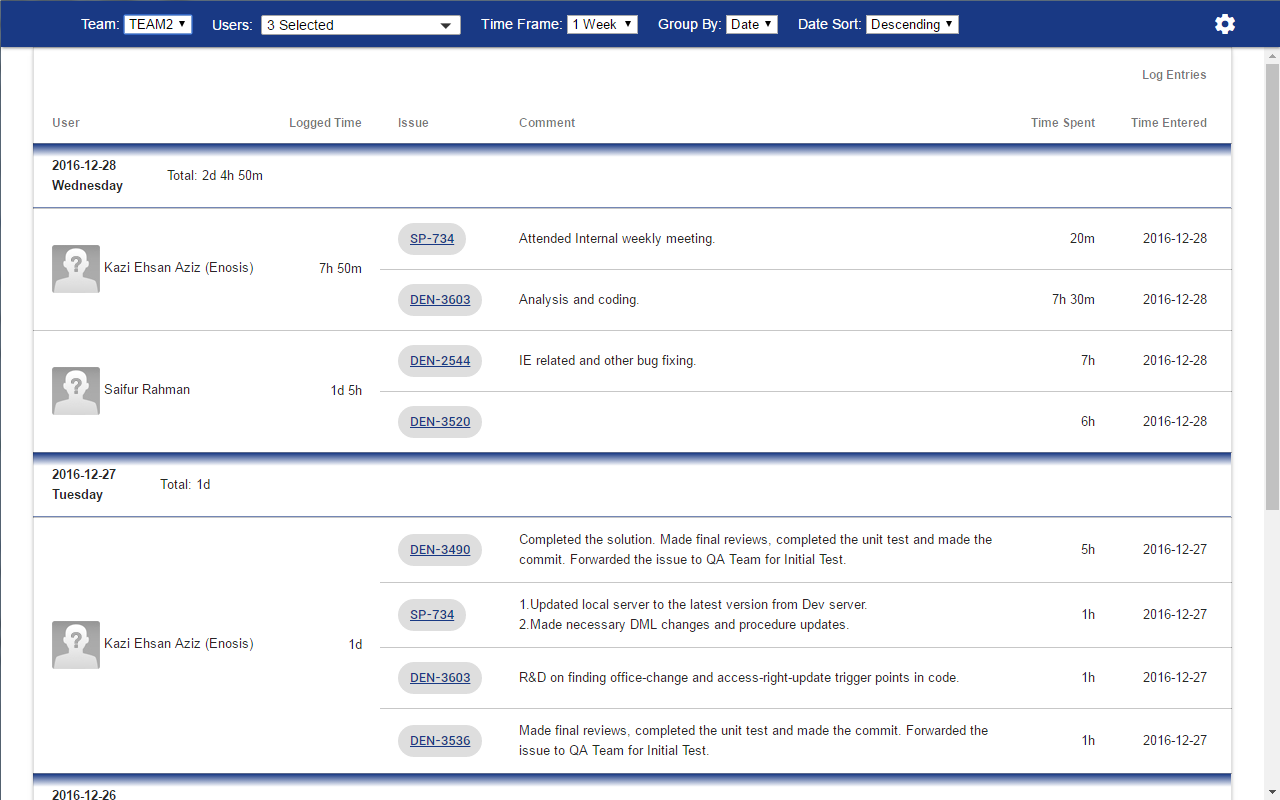 Team: TEAM2 Users: 3 Selected Time Frame: 1 Week Group By: Date Date Sort: Descending
Log Entries
User Logged Time Issue Comment Time Spent Time Entered
2016-12-28
Wednesday
Total: 2d 4h 50m
Kazi Ehsan Aziz (Enosis) 7h 50m
SP-734 Attended Internal weekly meeting. 20m 2016-12-28
DEN-3603 Analysis and coding. 7h 30m 2016-12-28
Saifur Rahman 1d 5h
DEN-2544 IE related and other bug fixing. 7h 2016-12-28
DEN-3520 6h 2016-12-28
2016-12-27
Tuesday
Total: 1d
Kazi Ehsan Aziz (Enosis) 1d
DEN-3490 Completed the solution. Made final reviews, completed the unit test and made the
commit. Forwarded the issue to QA Team for Initial Test. 5h 2016-12-27
SP-734 1.Updated local server to the latest version from Dev server.
2.Made necessary DML changes and procedure updates. 1h 2016-12-27
DEN-3603 R&D on finding office-change and access-right-update trigger points in code. 1h 2016-12-27
DEN-3536 Made final reviews, completed the unit test and made the commit. Forwarded the
issue to QA Team for Initial Test. 1h 2016-12-27
2016-12-26